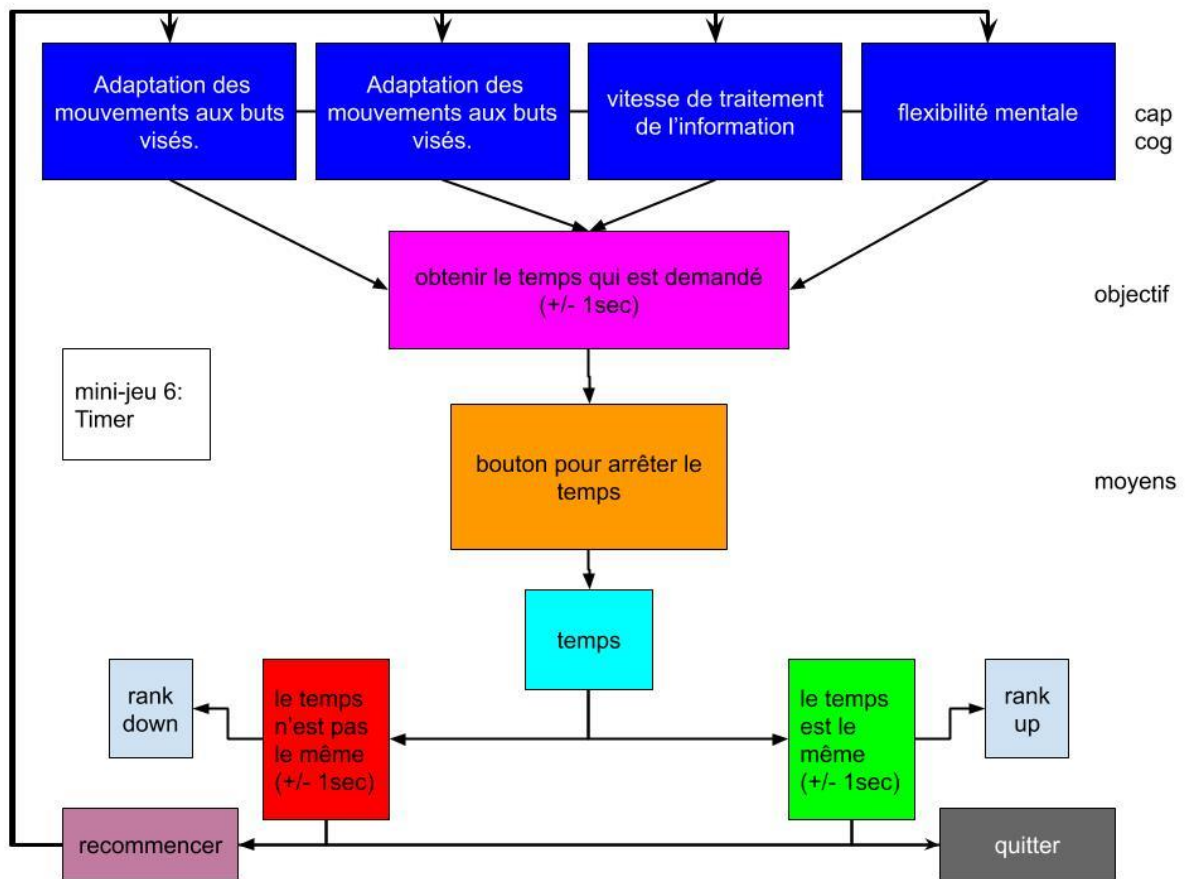 Adaptation des
mouvements aux buts
visés.
Adaptation des
mouvements aux buts
visés.
vitesse de traitement
de l'information
flexibilité mentale
cap
cog
obtenir le temps qui est demandé
(+/- 1sec)
objectif
mini-jeu 6:
Timer
bouton pour arrêter le
temps
moyens
temps
rank
down
le temps
n'est pas
le même
(+/- 1sec)
le temps
est le
même
(+/- 1sec)
rank
up
recommencer
quitter